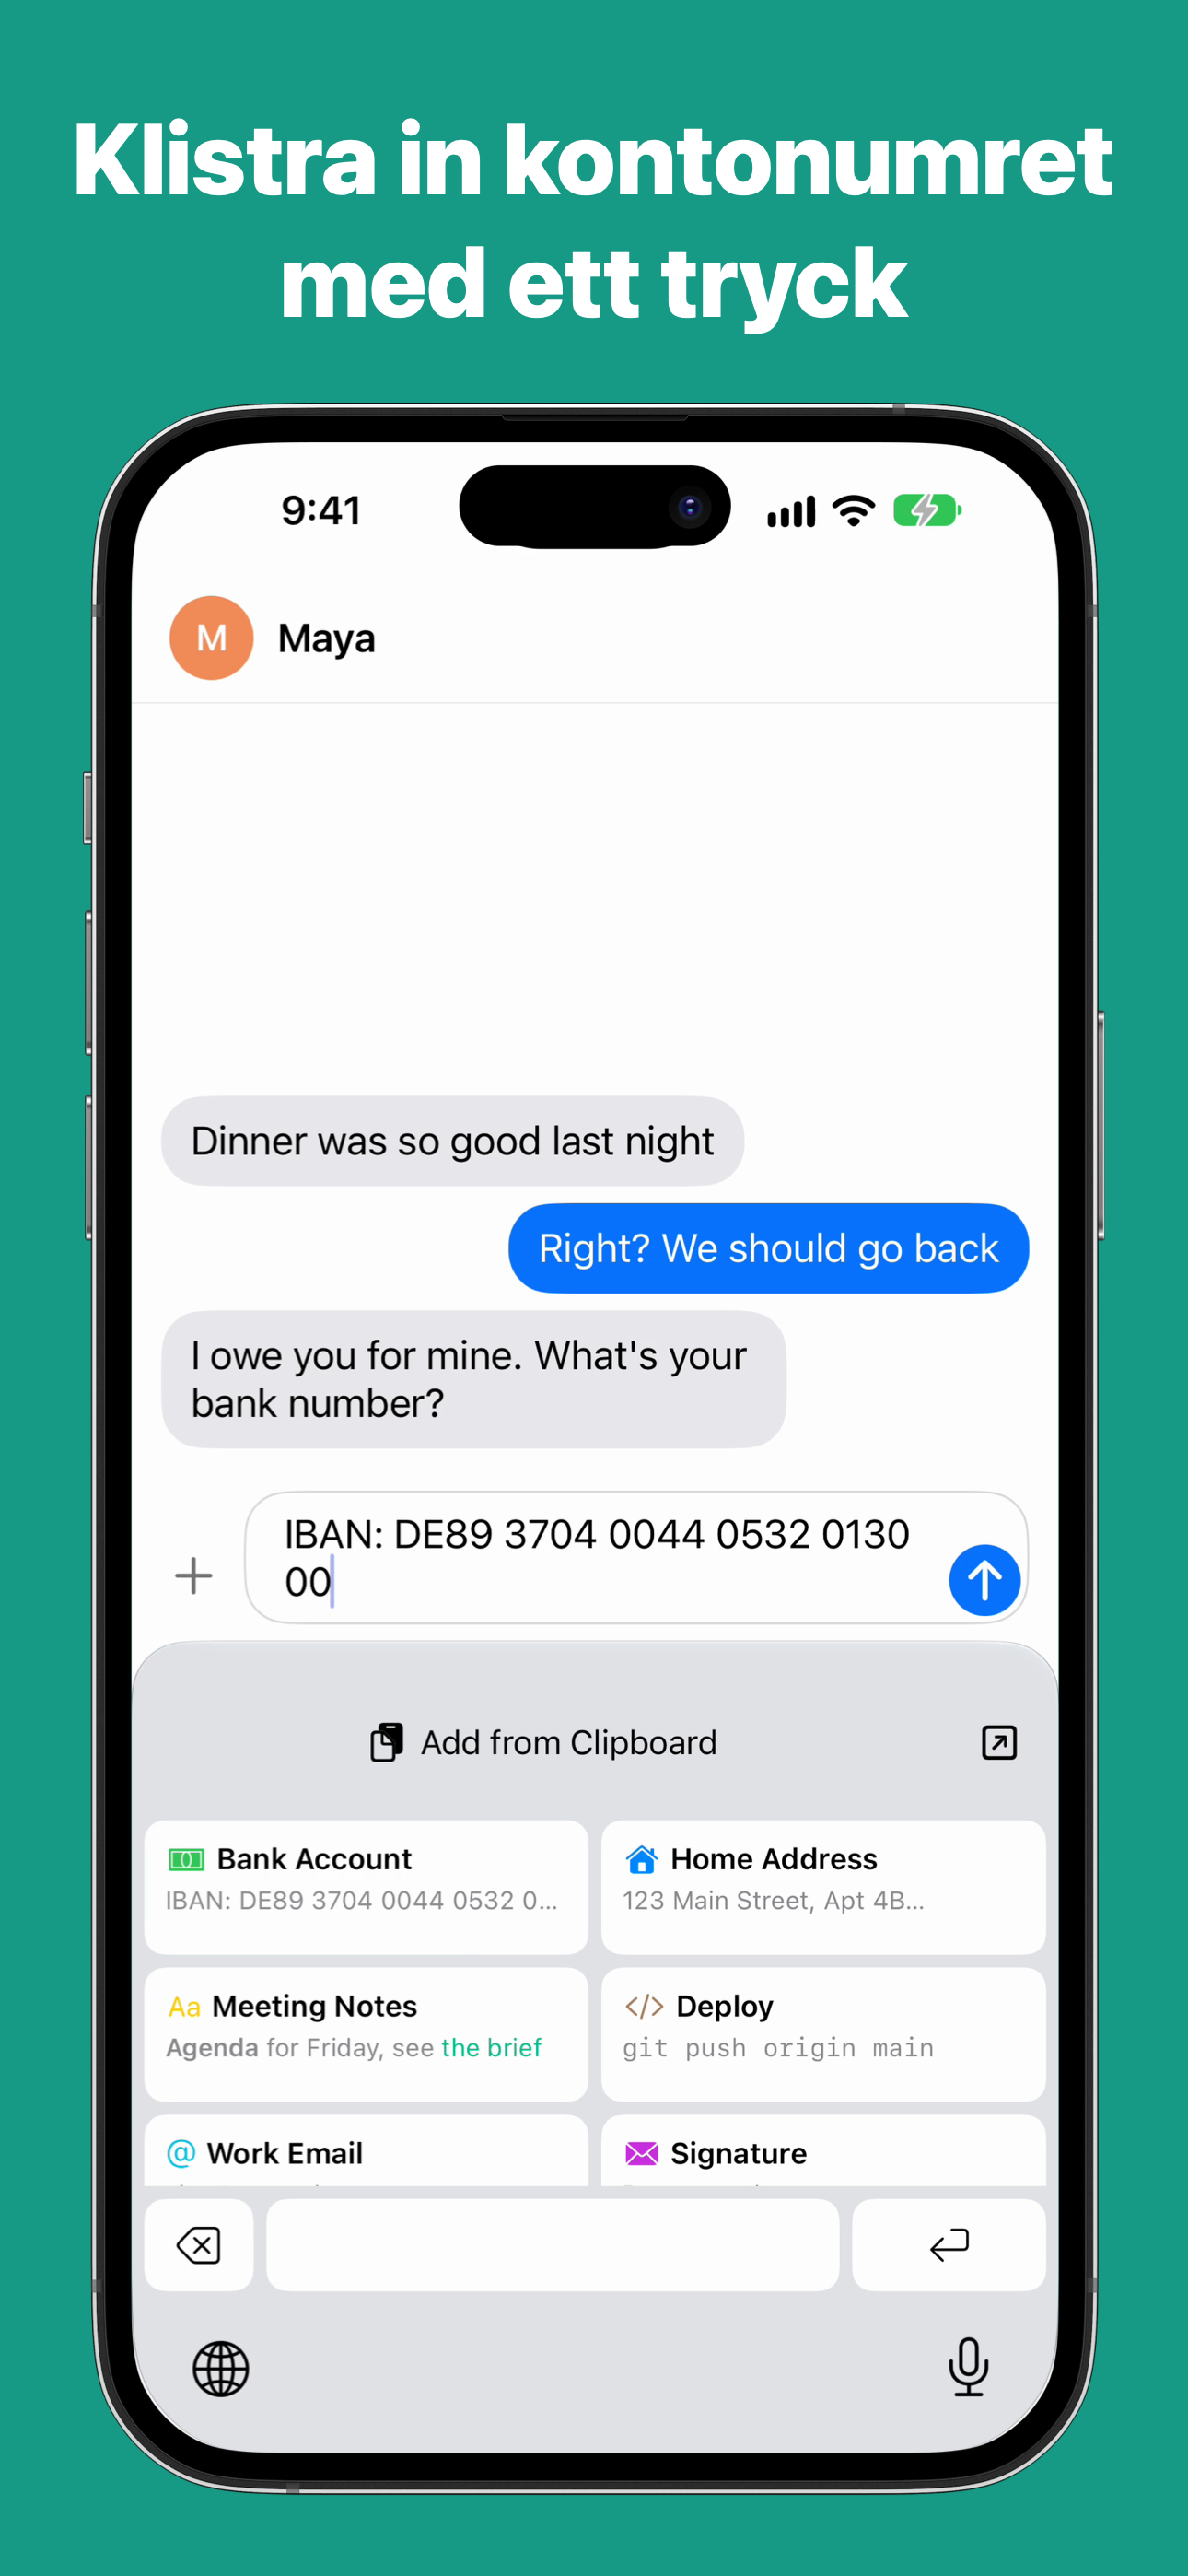 Klistra in kontonumret
med ett tryck
9:41
M
Maya
Dinner was so good last night
Right? We should go back
I owe you for mine. What's your
bank number?
IBAN: DE89 3704 0044 0532 0130
00
Add from Clipboard
Bank Account
IBAN: DE89 3704 0044 0532 0...
Home Address
123 Main Street, Apt 4B...
Aa Meeting Notes
Agenda for Friday, see the brief
</> Deploy
git push origin main
@ Work Email
Signature